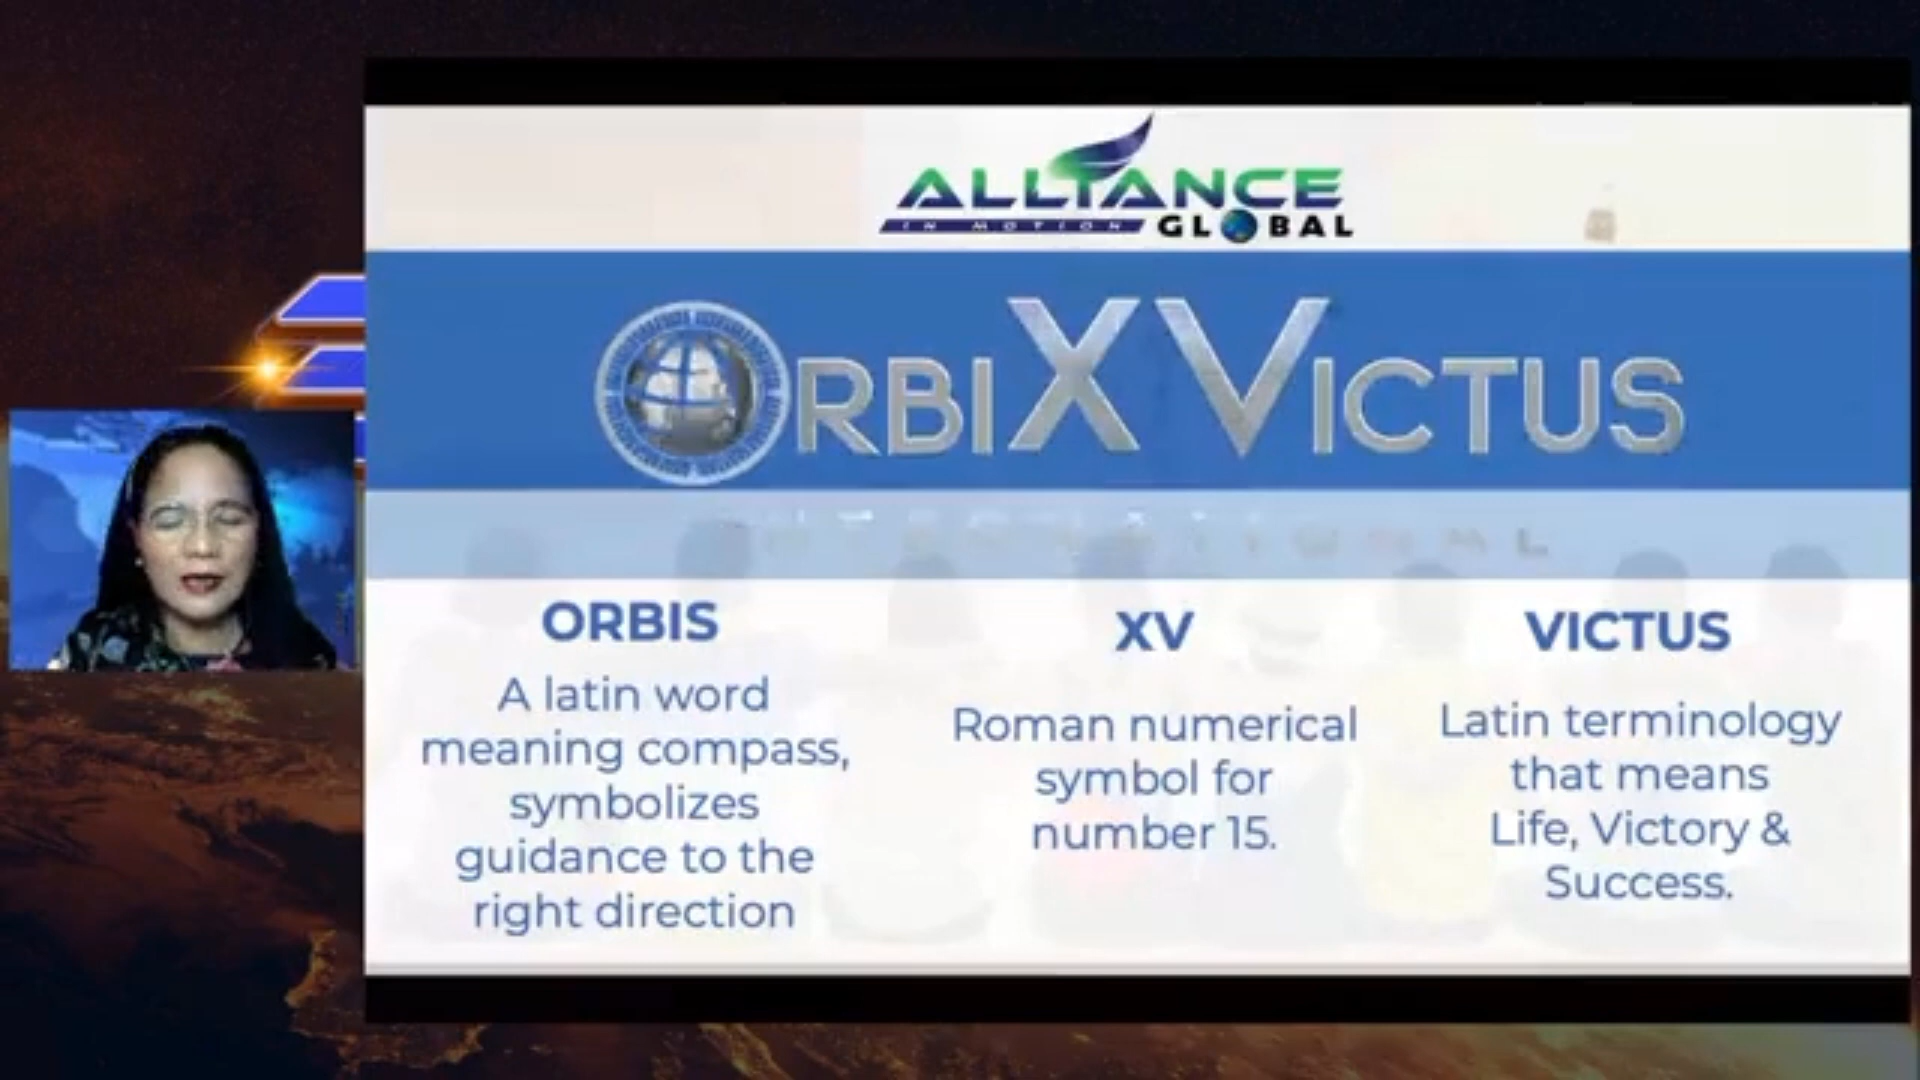 ALLIANCE
IN MOTION GLOBAL
ORBIXVICTUS
ORBIS
A latin word
meaning compass,
symbolizes
guidance to the
right direction
XV
Roman numerical
symbol for
number 15.
VICTUS
Latin terminology
that means
Life, Victory &
Success.